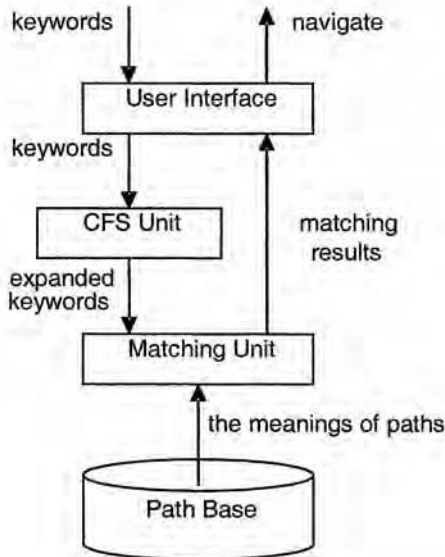 keywords
navigate
User Interface
keywords
CFS Unit
matching
results
expanded
keywords
Matching Unit
the meanings of paths
Path Base